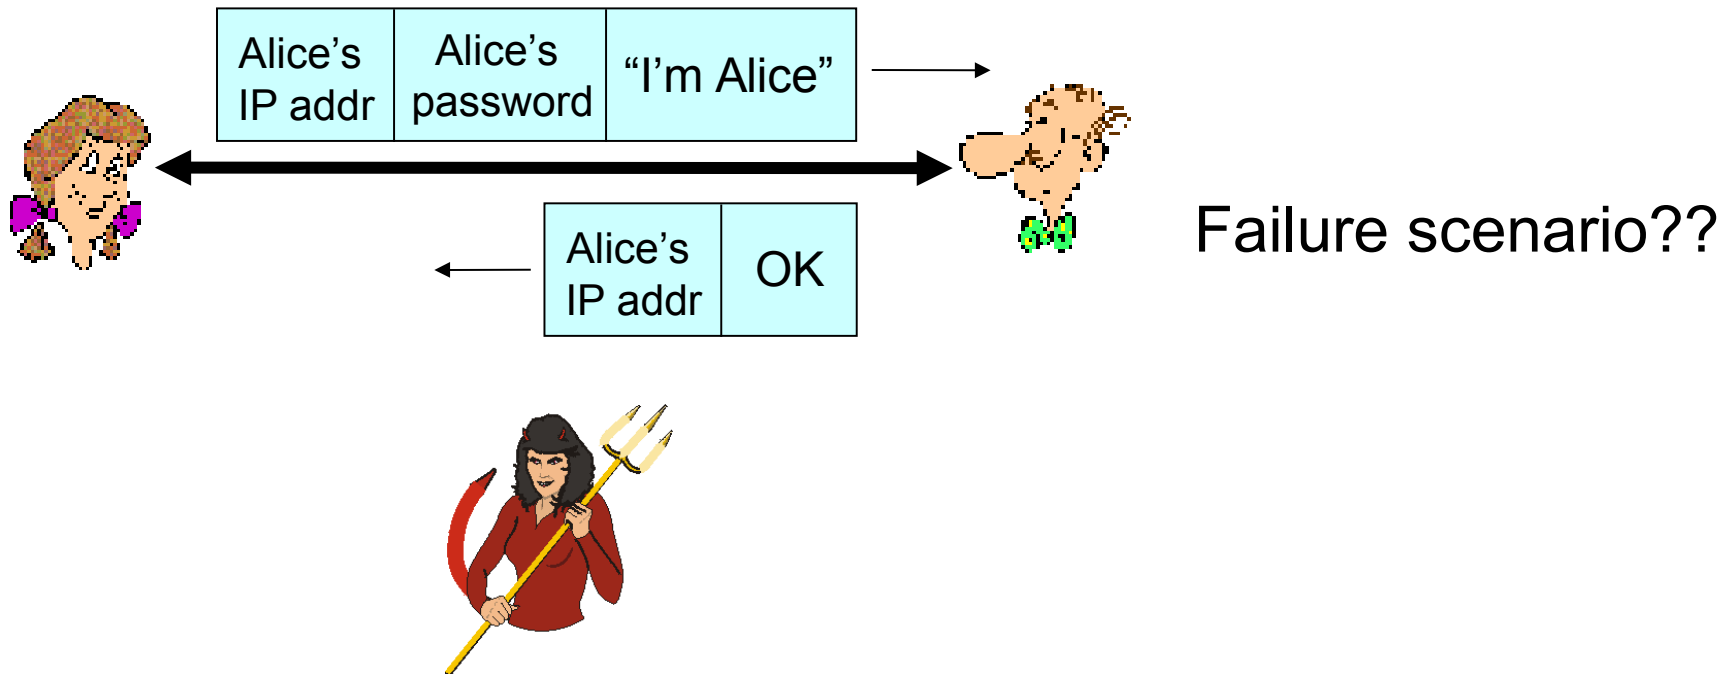 Alice’s
IP addr
Alice’s
password
“I’m Alice”
Failure scenario??
Alice’s
IP addr
OK